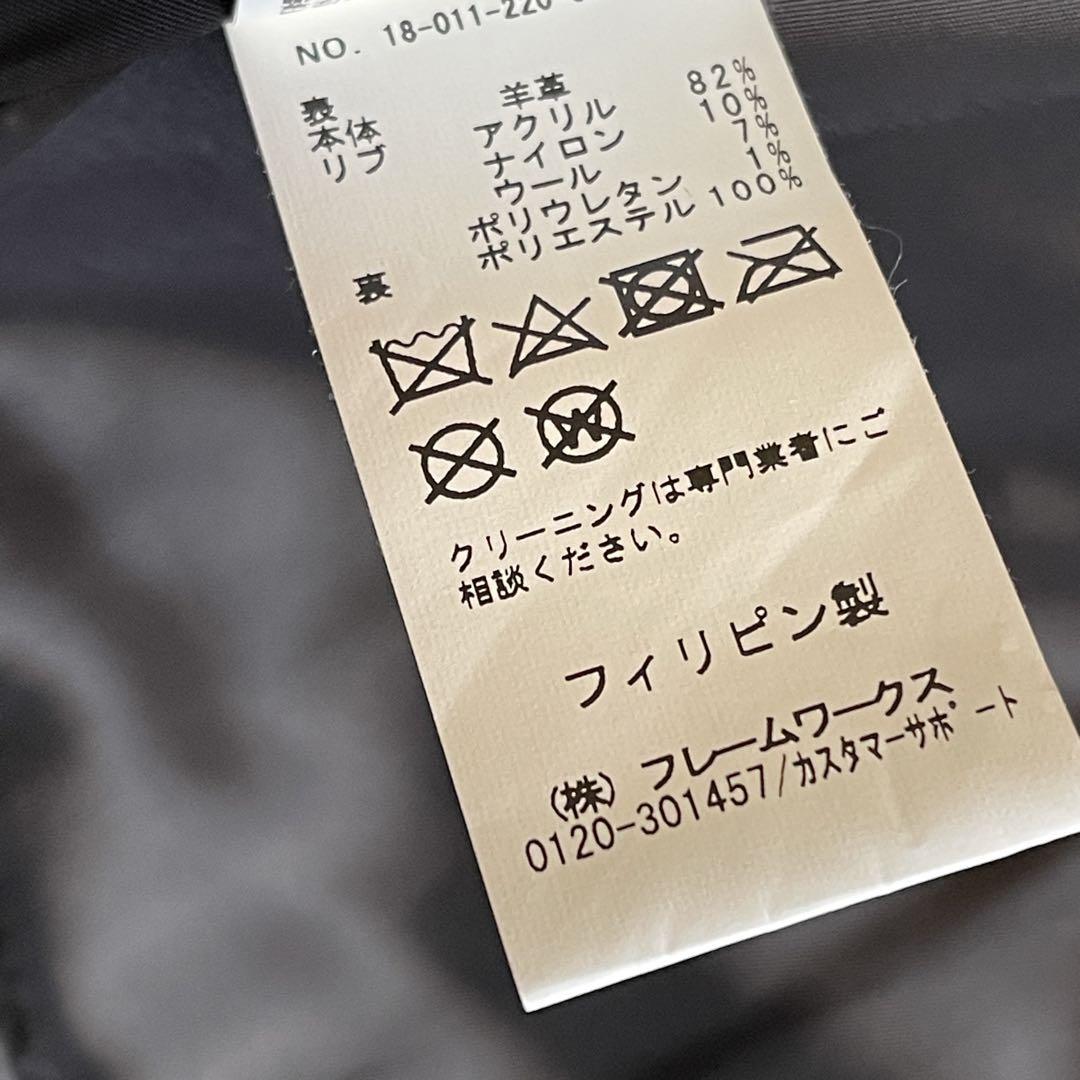 NO. 18-011-220
表
本体 羊革
リブ アクリル 82%
ナイロン 10%
ウール 7%
ポリウレタン 1%
裏 ポリエステル 100%
W
クリーニングは専門業者にご
相談ください。
フィリピン製
(株) フレームワークス
0120-301457/カスタマーサポート